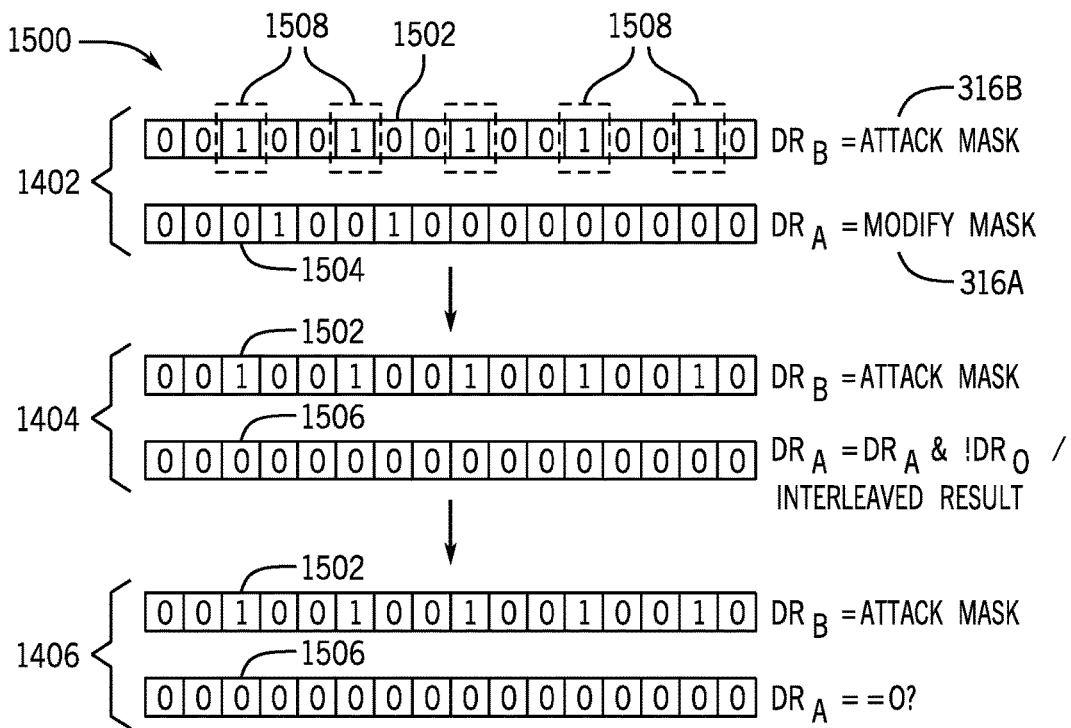 1500
1508
1502
1508
316B
0 0 1 0 0 1 0 0 1 0 0 1 0 0 1 0 DR B = ATTACK MASK
1402
0 0 0 1 0 0 1 0 0 0 0 0 0 0 0 0 DR A = MODIFY MASK
1504
316A
1502
0 0 1 0 0 1 0 0 1 0 0 1 0 0 1 0 DR B = ATTACK MASK
1404
1506
0 0 0 0 0 0 0 0 0 0 0 0 0 0 0 0 DR A = DR A & !DR O /
INTERLEAVED RESULT
1502
0 0 1 0 0 1 0 0 1 0 0 1 0 0 1 0 DR B = ATTACK MASK
1406
1506
0 0 0 0 0 0 0 0 0 0 0 0 0 0 0 0 DR A = =0?